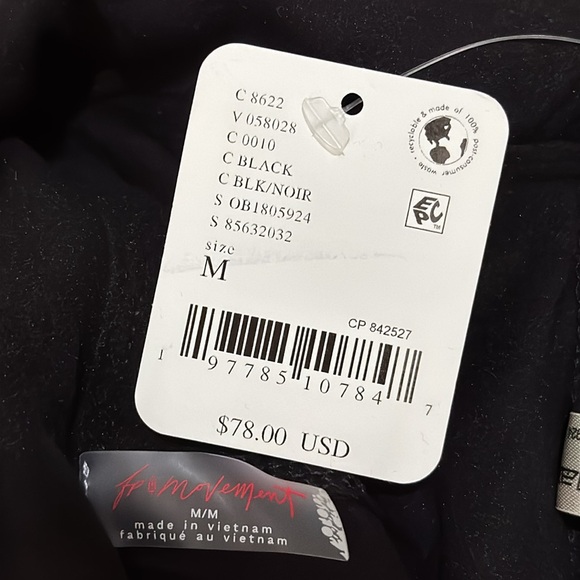 C 8622
V 058028
C 0010
C BLACK
C BLK/NOIR
S OB1805924
S 85632032
size
M
recyclable & made of 100% post-consumer waste
EPC™
CP 842527
1 97785 10784 7
$78.00 USD
fp movement
M/M
made in vietnam
fabriqué au vietnam